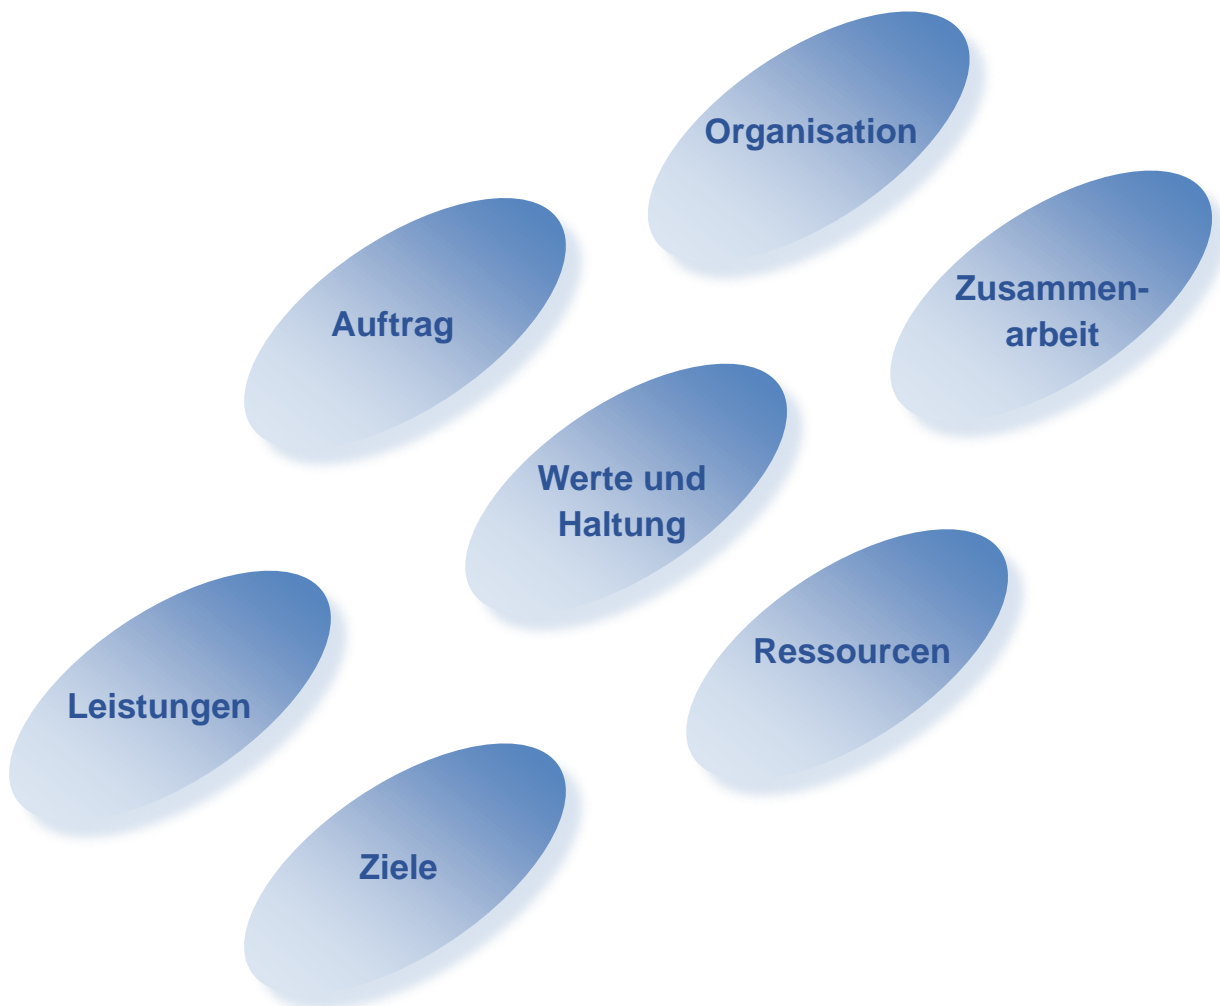 Organisation
Zusammen-
arbeit
Auftrag
Werte und
Haltung
Ressourcen
Leistungen
Ziele